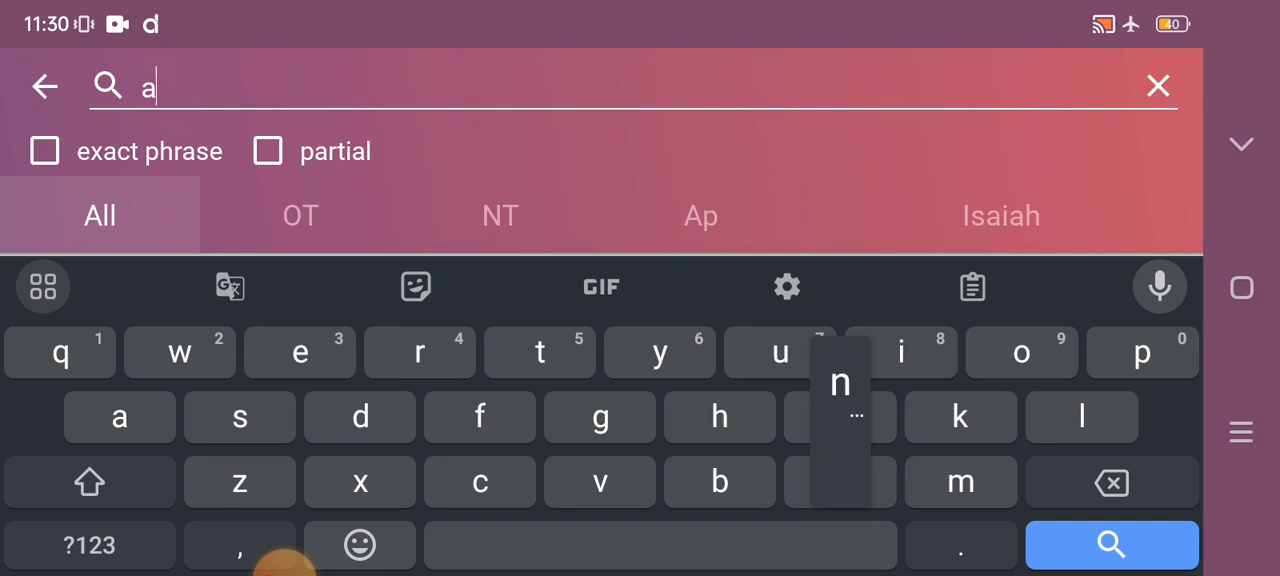 11:30 d 40
a
exact phrase partial
All OT NT Ap Isaiah
GIF
q 1 w 2 e 3 r 4 t 5 y 6 u 7 i 8 o 9 p 0
a s d f g h k l
n
...
z x c v b m
?123 , .